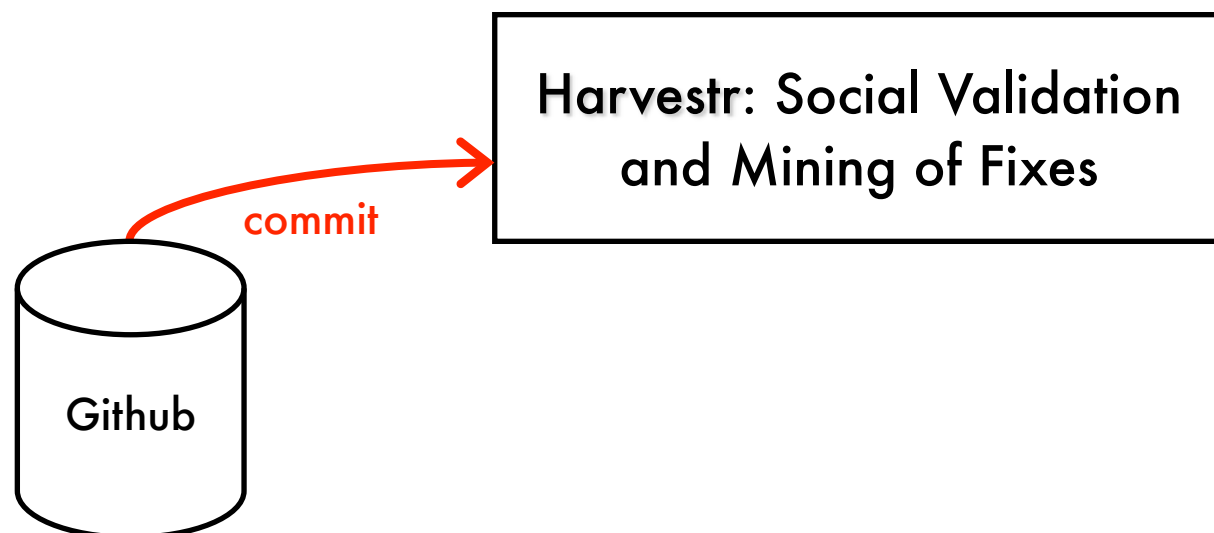 Harvestr: Social Validation
and Mining of Fixes
commit
Github